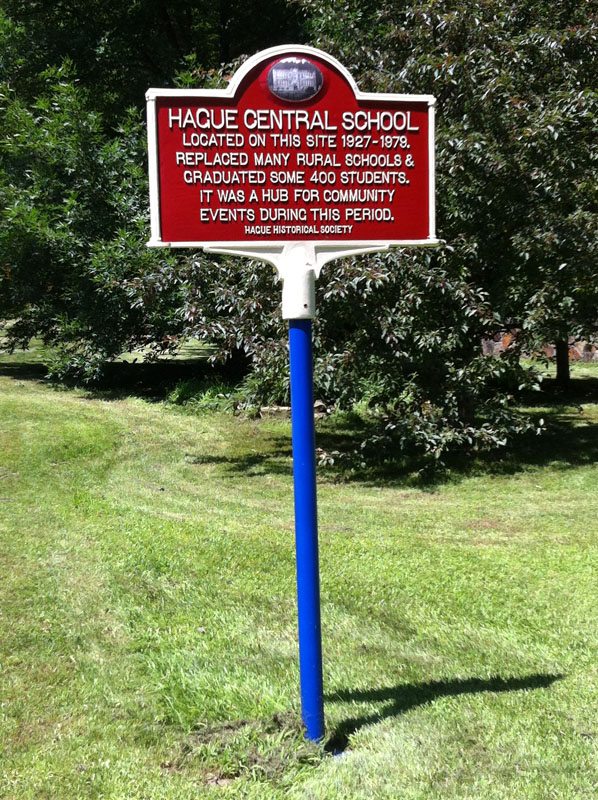 HAGUE CENTRAL SCHOOL
LOCATED ON THIS SITE 1927-1979.
REPLACED MANY RURAL SCHOOLS &
GRADUATED SOME 400 STUDENTS.
IT WAS A HUB FOR COMMUNITY
EVENTS DURING THIS PERIOD.
HAGUE HISTORICAL SOCIETY